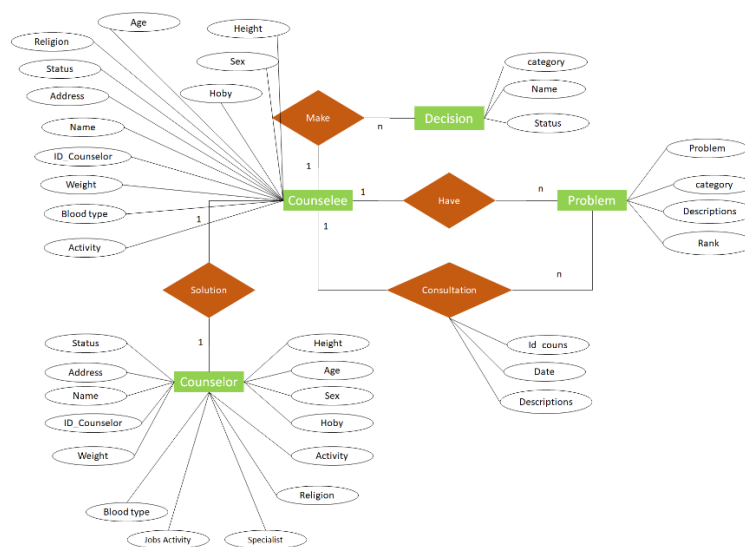 Age
Height
Religion
Sex
category
Status
Hoby
Name
Address
Make
n
Decision
Status
Name
1
Problem
ID_Counselor
category
Weight
Counselee
1
Have
n
Problem
Descriptions
Blood type
1
1
Rank
Activity
n
Solution
Consultation
1
Status
Height
Id_couns
Address
Age
Date
Counselor
Name
Sex
Descriptions
ID_Counselor
Hoby
Weight
Activity
Religion
Blood type
Jobs Activity
Specialist